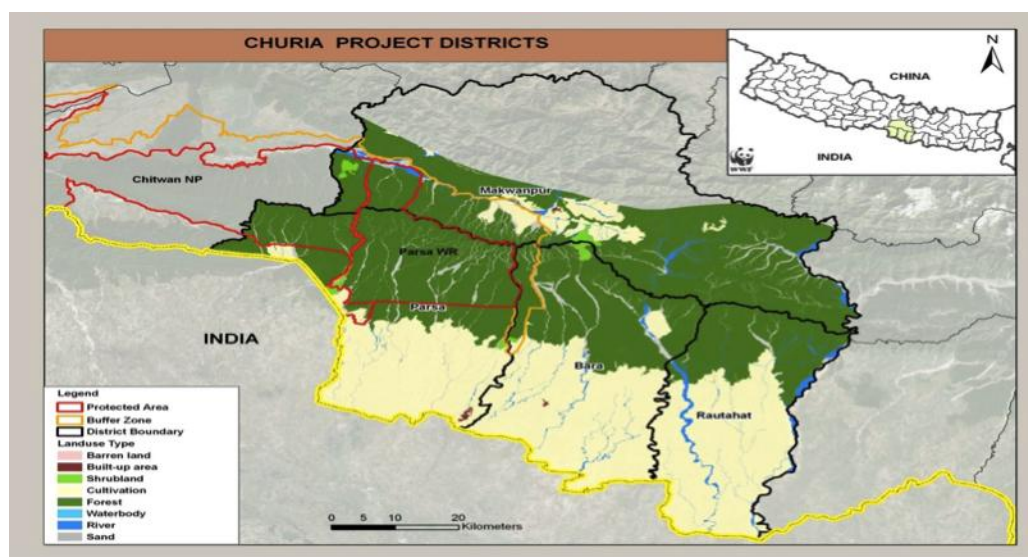 CHURIA PROJECT DISTRICTS
N
CHINA
INDIA
WWF
Chitwan NP
Makwanpur
Parsa WR
Parsa
INDIA
Bara
Rautahat
Legend
Protected Area
Buffer Zone
District Boundary
Landuse Type
Barren land
Built-up area
Shrubland
Cultivation
Forest
Waterbody
River
Sand
0 5 10 20
Kilometers